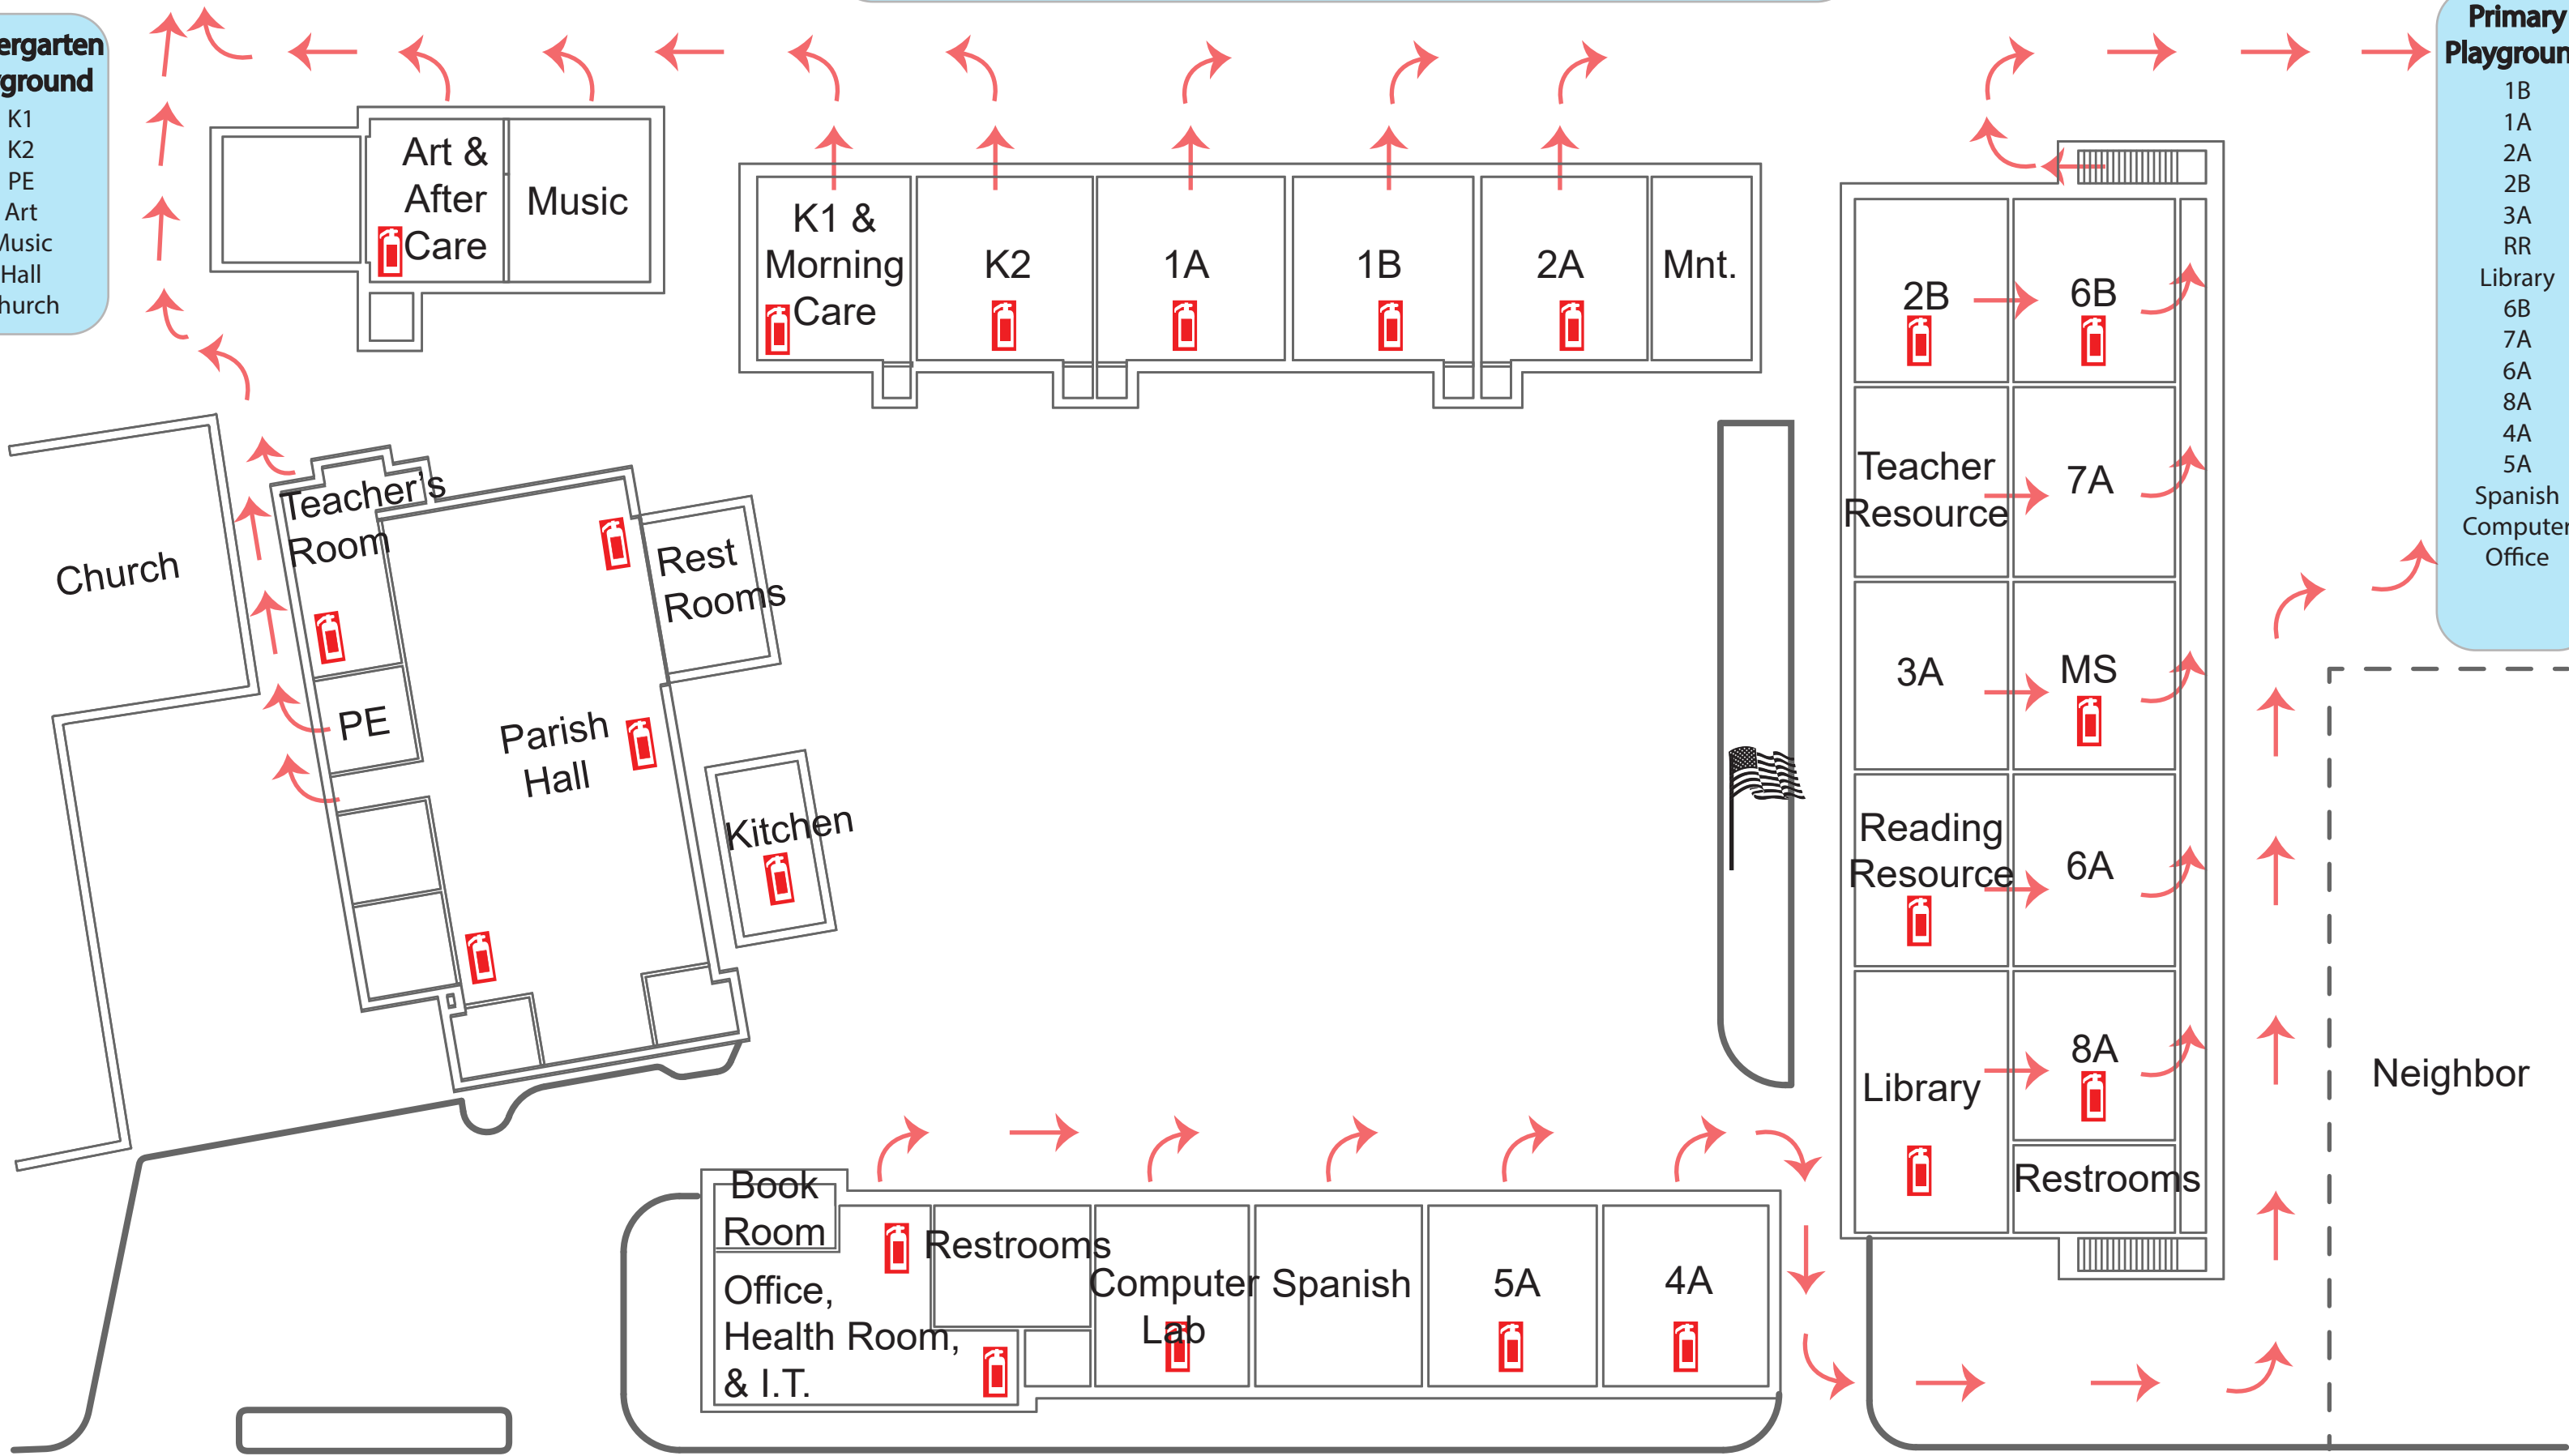 ergarten
ground
K1
K2
PE
Art
Music
Hall
hurch
Art &
After
Care
Music
K1 &
Morning
Care
K2
1A
1B
2A
Mnt.
Primary
Playgroun
1B
1A
2A
2B
3A
RR
Library
6B
7A
6A
8A
4A
5A
Spanish
Computer
Office
2B
6B
Teacher
Resource
7A
3A
MS
Reading
Resource
6A
Library
8A
Restrooms
Neighbor
Church
Teacher's
Room
PE
Parish
Hall
Rest
Rooms
Kitchen
Book
Room
Office,
Health Room,
& I.T.
Restrooms
Computer
Lab
Spanish
5A
4A